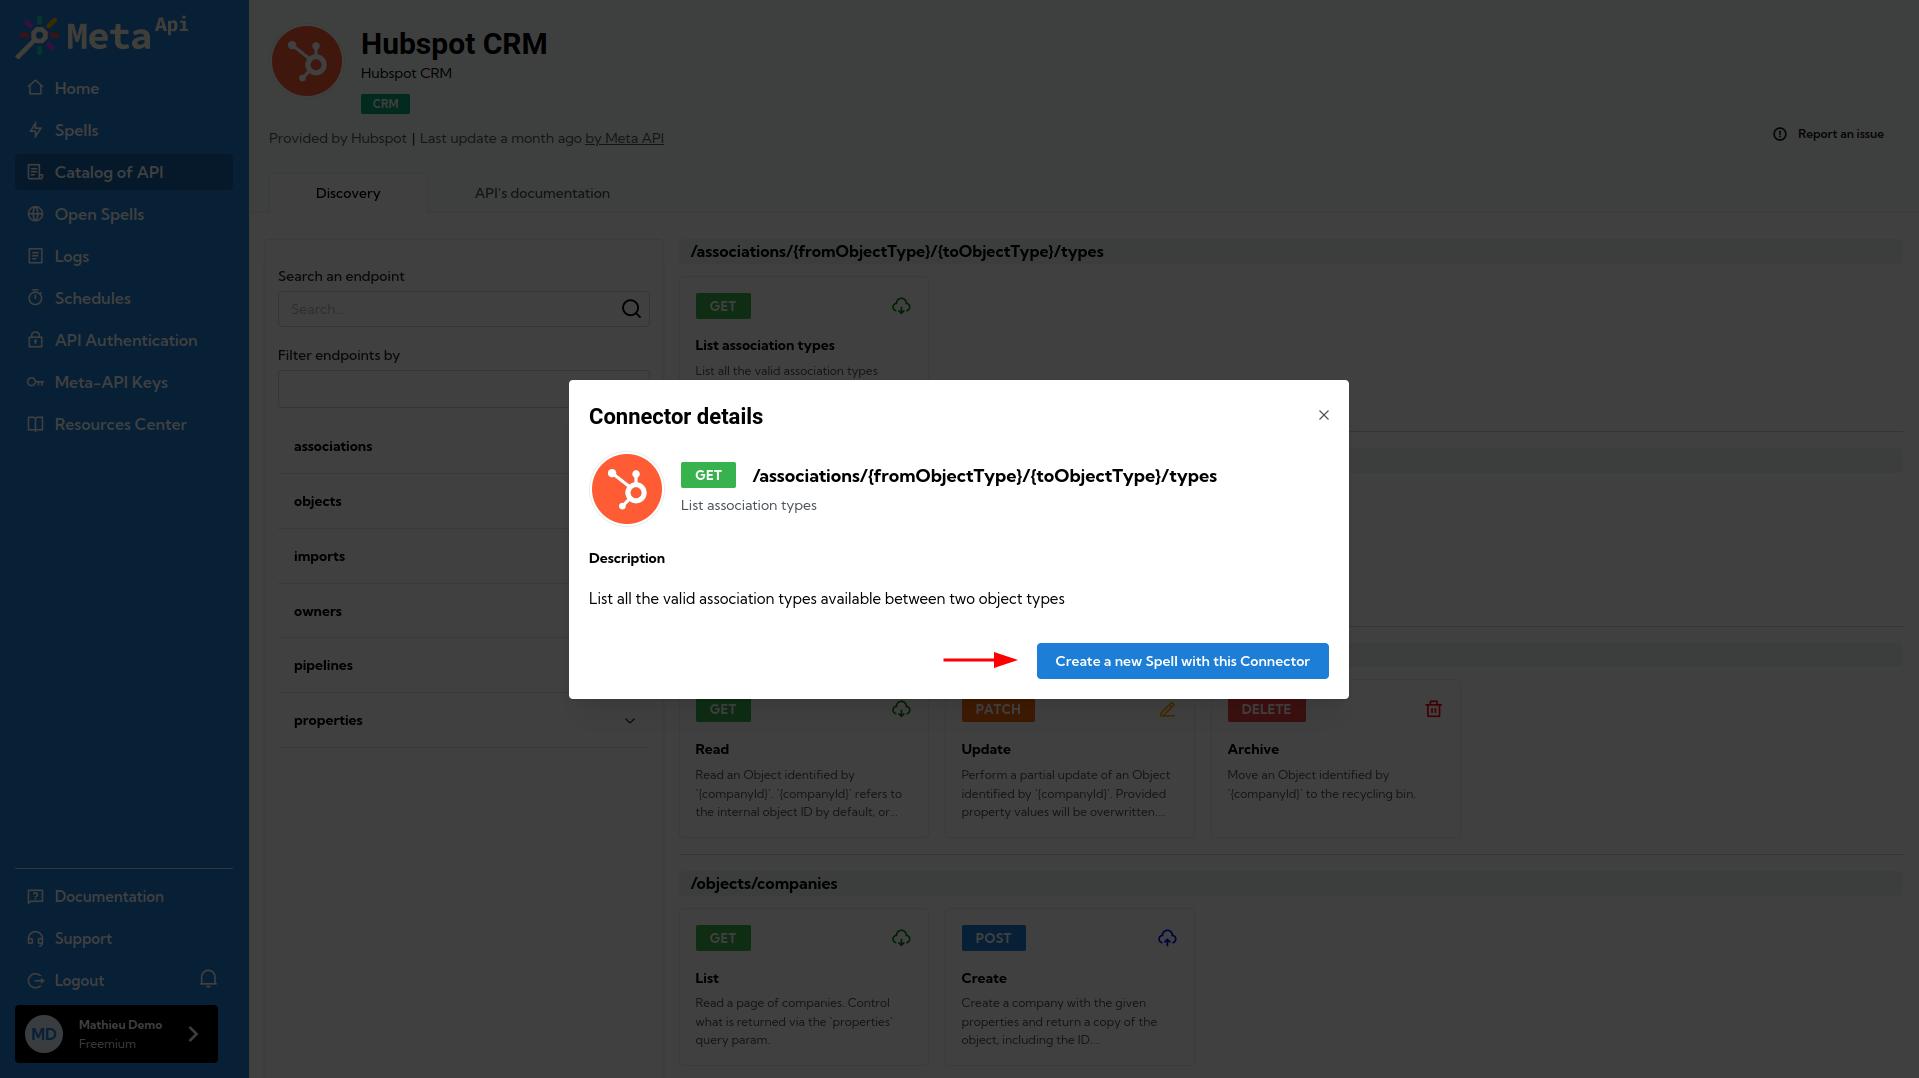 Meta Api
Home
Spells
Catalog of API
Open Spells
Logs
Schedules
API Authentication
Meta-API Keys
Resources Center
Documentation
Support
Logout
MD
Mathieu Demo
Freemium
Hubspot CRM
Hubspot CRM
CRM
Provided by Hubspot | Last update a month ago by Meta API
Report an issue
Discovery
API's documentation
Search an endpoint
Search...
Filter endpoints by
associations
objects
imports
owners
pipelines
properties
/associations/{fromObjectType}/{toObjectType}/types
GET
List association types
List all the valid association types
Connector details
GET
/associations/{fromObjectType}/{toObjectType}/types
List association types
Description
List all the valid association types available between two object types
Create a new Spell with this Connector
GET
Read
Read an Object identified by
`{companyId}`. `{companyId}` refers to
the internal object ID by default, or...
PATCH
Update
Perform a partial update of an Object
identified by `{companyId}`. Provided
property values will be overwritten....
DELETE
Archive
Move an Object identified by
`{companyId}` to the recycling bin.
/objects/companies
GET
List
Read a page of companies. Control
what is returned via the `properties`
query param.
POST
Create
Create a company with the given
properties and return a copy of the
object, including the ID....